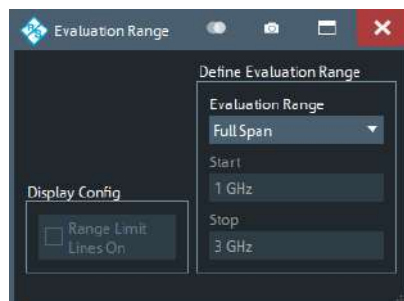 Evaluation Range
Define Evaluation Range
Evaluation Range
Full Span
Start
1 GHz
Display Config
Range Limit
Lines On
Stop
3 GHz